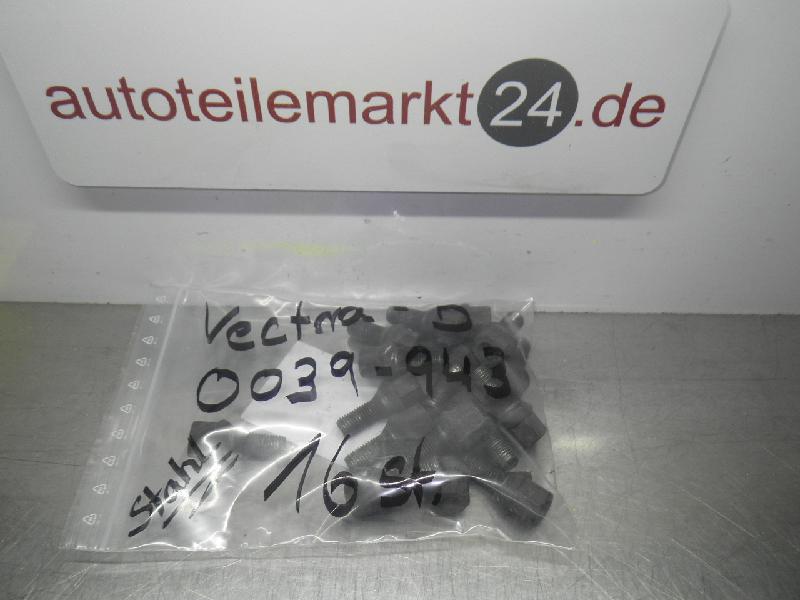 autoteilemarkt24.de
Vectra-D
0039-943
Stahl 16 St.